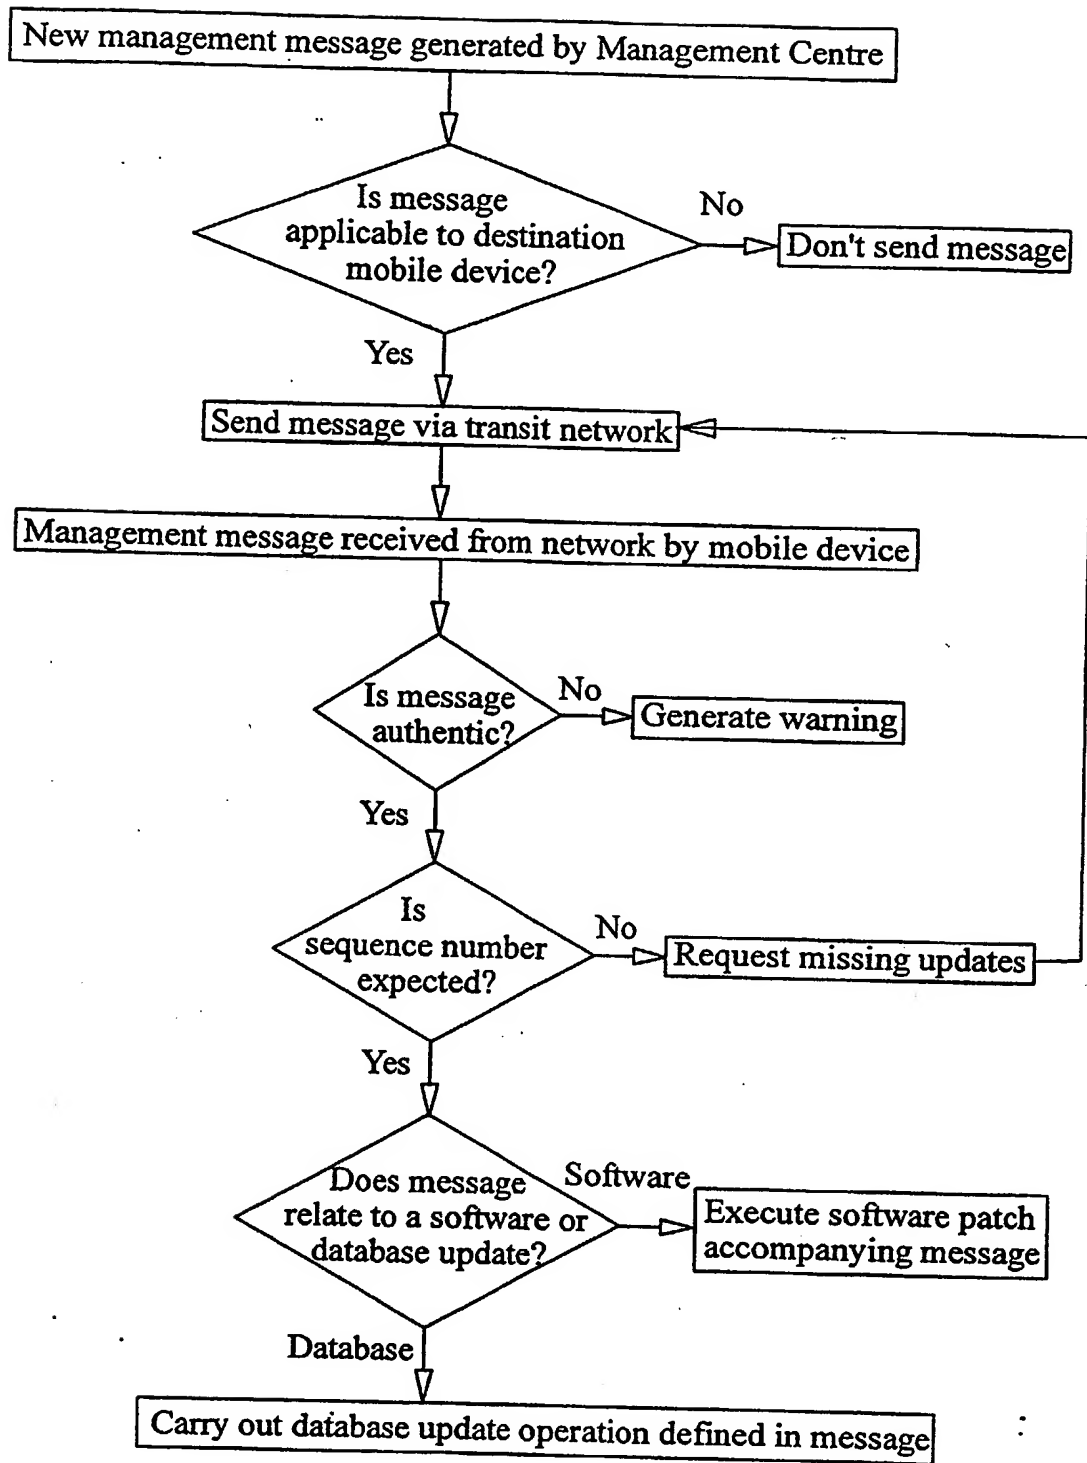 New management message generated by Management Centre
Is message
applicable to destination
mobile device?
No
Don't send message
Yes
Send message via transit network
Management message received from network by mobile device
Is message
authentic?
No
Generate warning
Yes
Is
sequence number
expected?
No
Request missing updates
Yes
Does message
relate to a software or
database update?
Software
Execute software patch
accompanying message
Database
Carry out database update operation defined in message